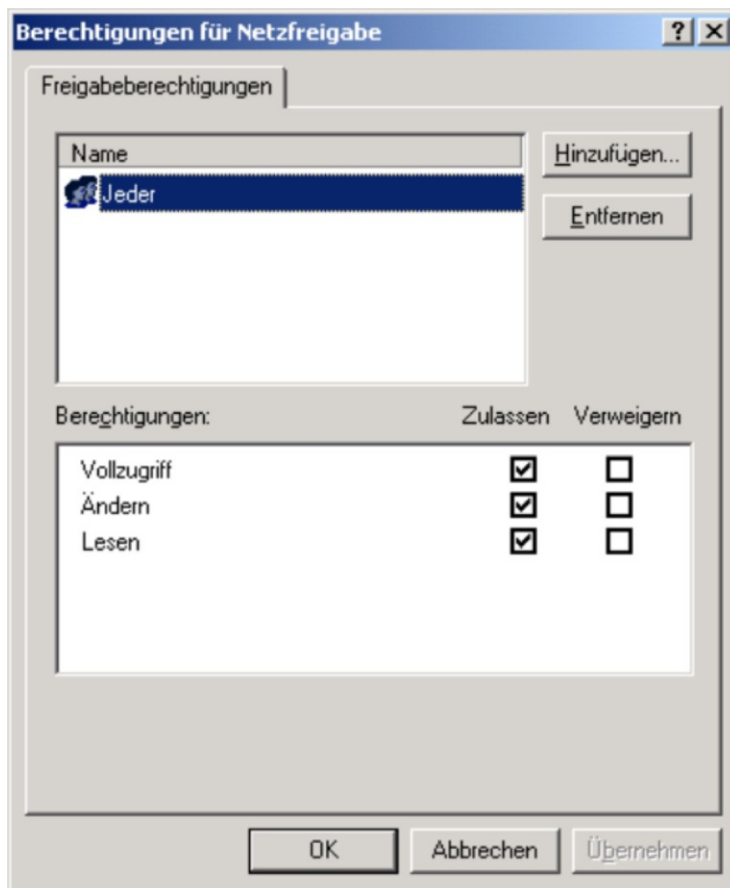 Berechtigungen für Netzfreigabe
Freigabeberechtigungen
Name
Hinzufügen...
Jeder
Entfernen
Berechtigungen: Zulassen Verweigern
Vollzugriff
Ändern
Lesen
OK Abbrechen Übernehmen